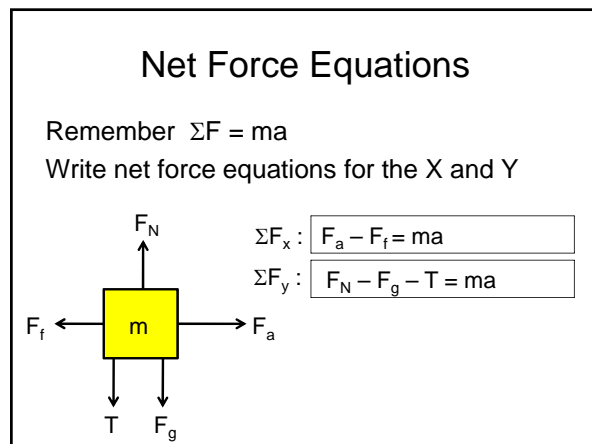 Net Force Equations
Remember ΣF = ma
Write net force equations for the X and Y
F_N
ΣF_x : F_a – F_f = ma
ΣF_y : F_N – F_g – T = ma
F_f m F_a
T F_g